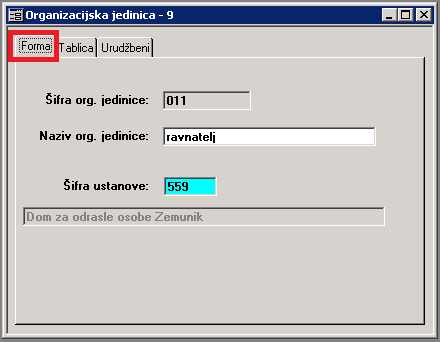 Organizacijska jedinica - 9
Forma Tablica Urudžbeni
Šifra org. jedinice: 011
Naziv org. jedinice: ravnatelj
Šifra ustanove: 559
Dom za odrasle osobe Zemunik